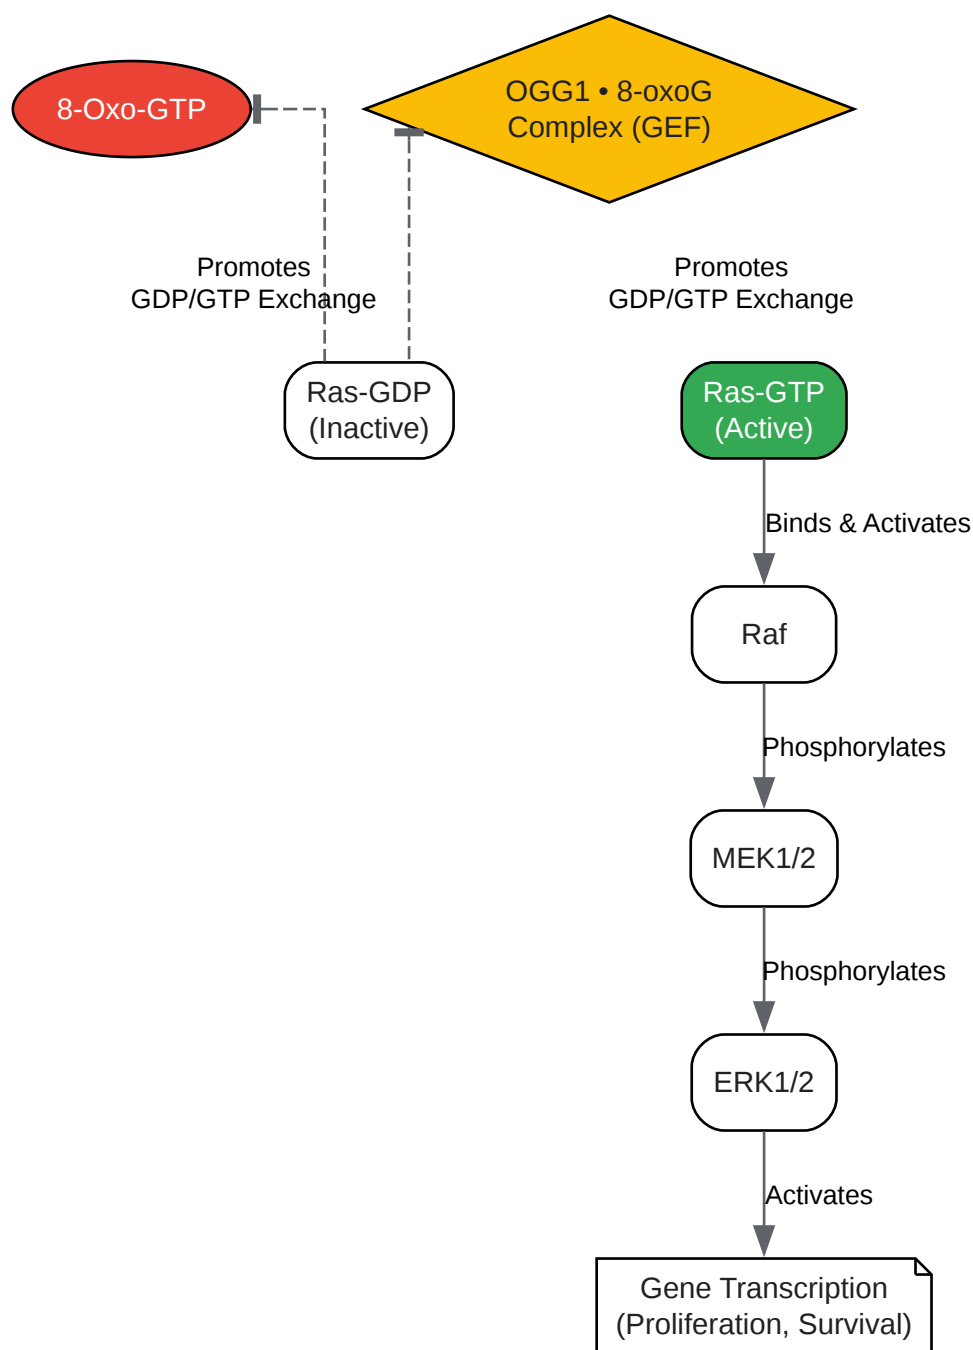 8-Oxo-GTP
OGG1 • 8-oxoG
Complex (GEF)
Promotes
GDP/GTP Exchange
Promotes
GDP/GTP Exchange
Ras-GDP
(Inactive)
Ras-GTP
(Active)
Binds & Activates
Raf
Phosphorylates
MEK1/2
Phosphorylates
ERK1/2
Activates
Gene Transcription
(Proliferation, Survival)